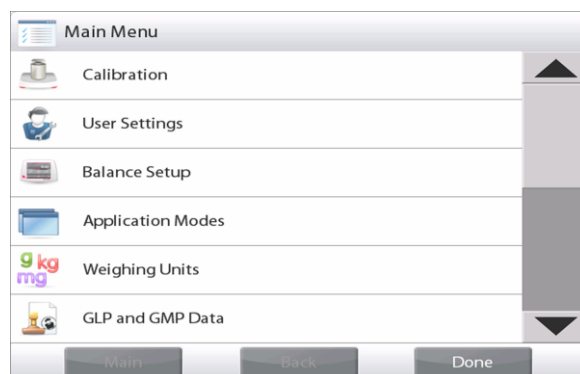 Main Menu
Calibration
User Settings
Balance Setup
Application Modes
g kg
mg
Weighing Units
GLP and GMP Data
Main Back Done